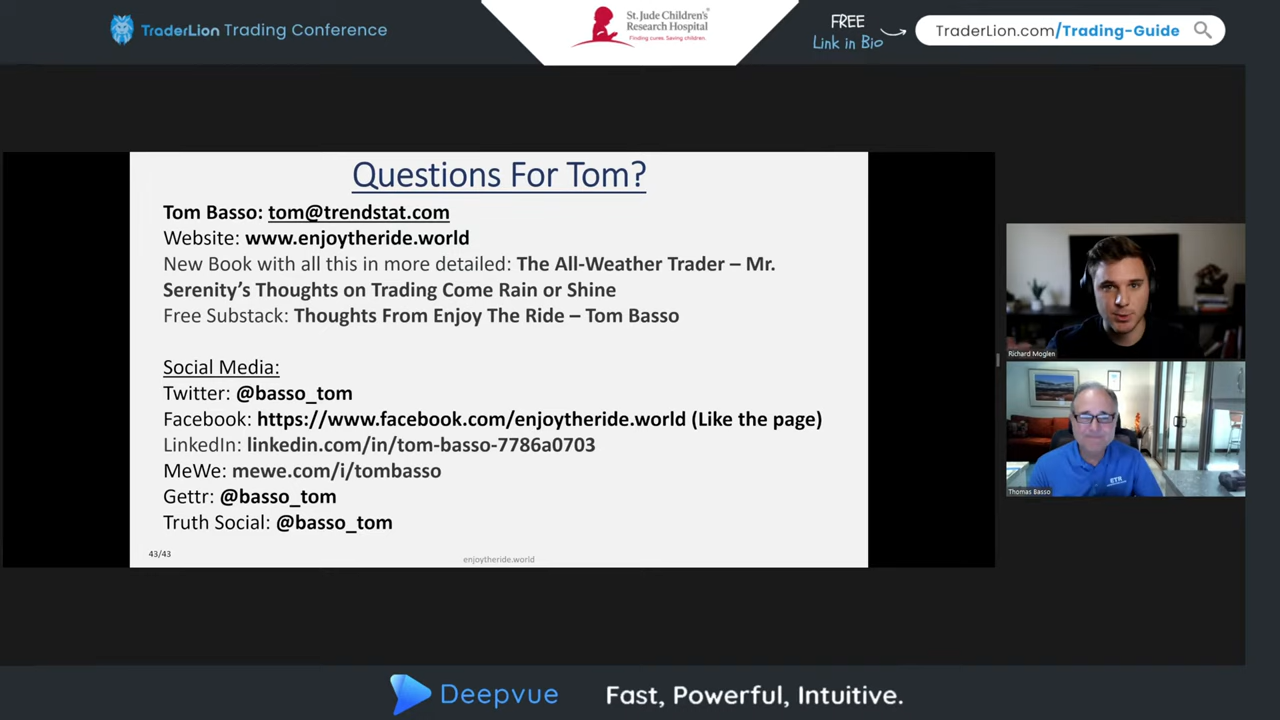 TraderLion Trading Conference
St. Jude Children's
Research Hospital
Finding cures. Saving children.
FREE
Link in Bio
TraderLion.com/Trading-Guide
Questions For Tom?
Tom Basso: tom@trendstat.com
Website: www.enjoytheride.world
New Book with all this in more detailed: The All-Weather Trader – Mr.
Serenity's Thoughts on Trading Come Rain or Shine
Free Substack: Thoughts From Enjoy The Ride – Tom Basso
Social Media:
Twitter: @basso_tom
Facebook: https://www.facebook.com/enjoytheride.world (Like the page)
LinkedIn: linkedin.com/in/tom-basso-7786a0703
MeWe: mewe.com/i/tombasso
Gettr: @basso_tom
Truth Social: @basso_tom
43/43
enjoytheride.world
Richard Moglen
ETR
Thomas Basso
Deepvue
Fast, Powerful, Intuitive.